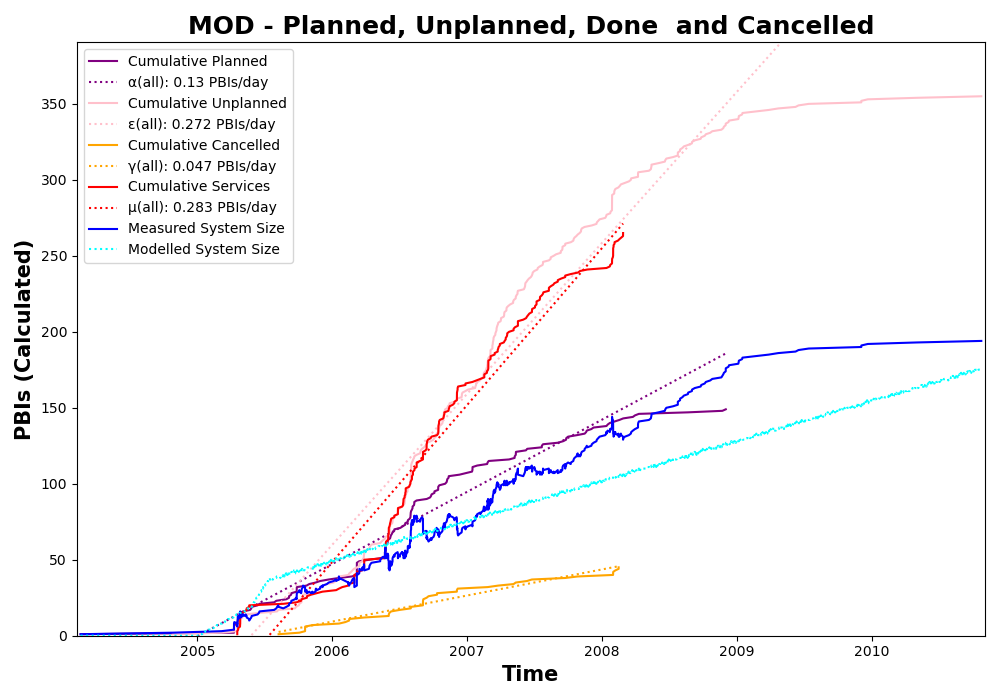 MOD - Planned, Unplanned, Done  and Cancelled
Cumulative Planned
α(all): 0.13 PBIs/day
Cumulative Unplanned
ε(all): 0.272 PBIs/day
Cumulative Cancelled
γ(all): 0.047 PBIs/day
Cumulative Services
μ(all): 0.283 PBIs/day
Measured System Size
Modelled System Size
PBIs (Calculated)
350
300
250
200
150
100
50
0
2005 2006 2007 2008 2009 2010
Time